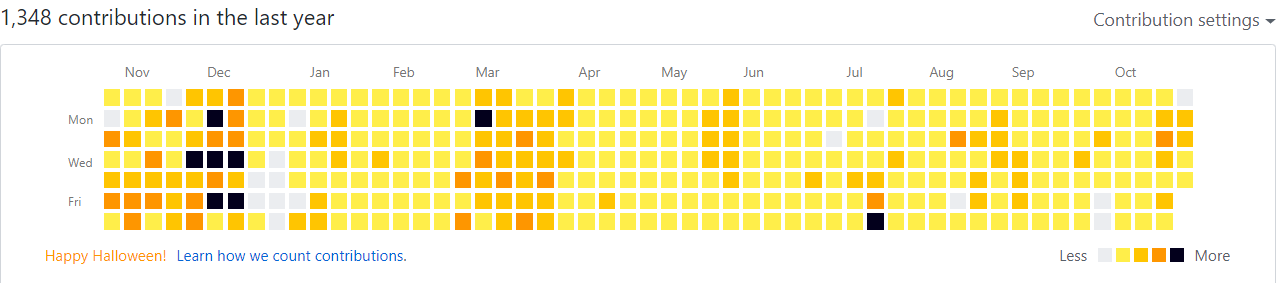 1,348 contributions in the last year
Contribution settings
Nov Dec Jan Feb Mar Apr May Jun Jul Aug Sep Oct
Mon
Wed
Fri
Happy Halloween! Learn how we count contributions.
Less More